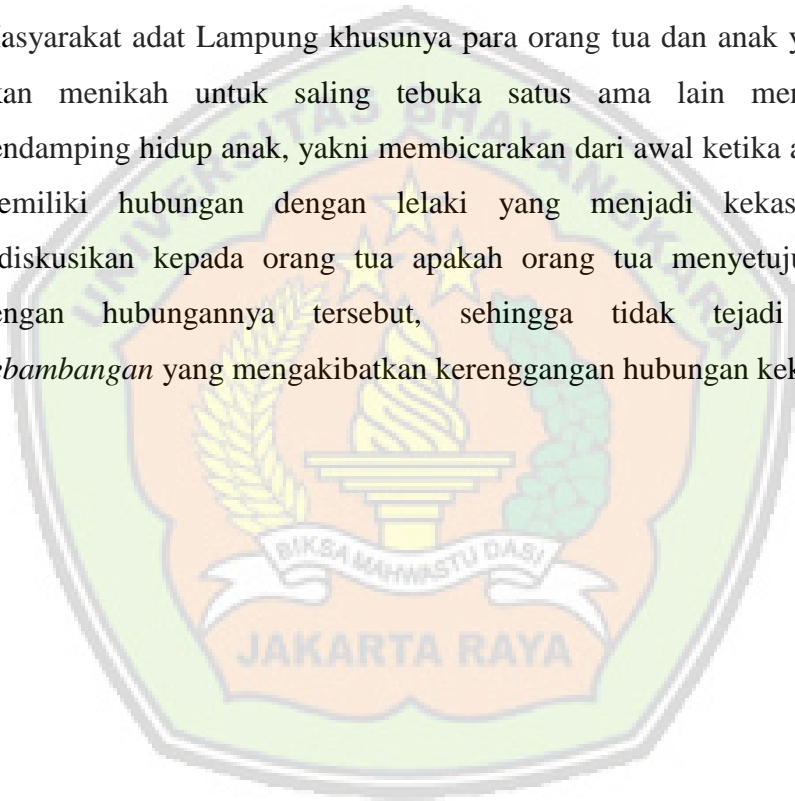 asyarakat adat Lampung khusunya para orang tua dan anak y
kan menikah untuk saling tebuka satus ama lain mer
endamping hidup anak, yakni membicarakan dari awal ketika a
emiliki hubungan dengan lelaki yang menjadi kekas
diskusikan kepada orang tua apakah orang tua menyetuju
engan hubungannya tersebut, sehingga tidak tejadi
ebambangan yang mengakibatkan kerenggangan hubungan kek
UNIVERSITAS BHAYANGKARA
BIKSA MAHWASTU DASI
JAKARTA RAYA